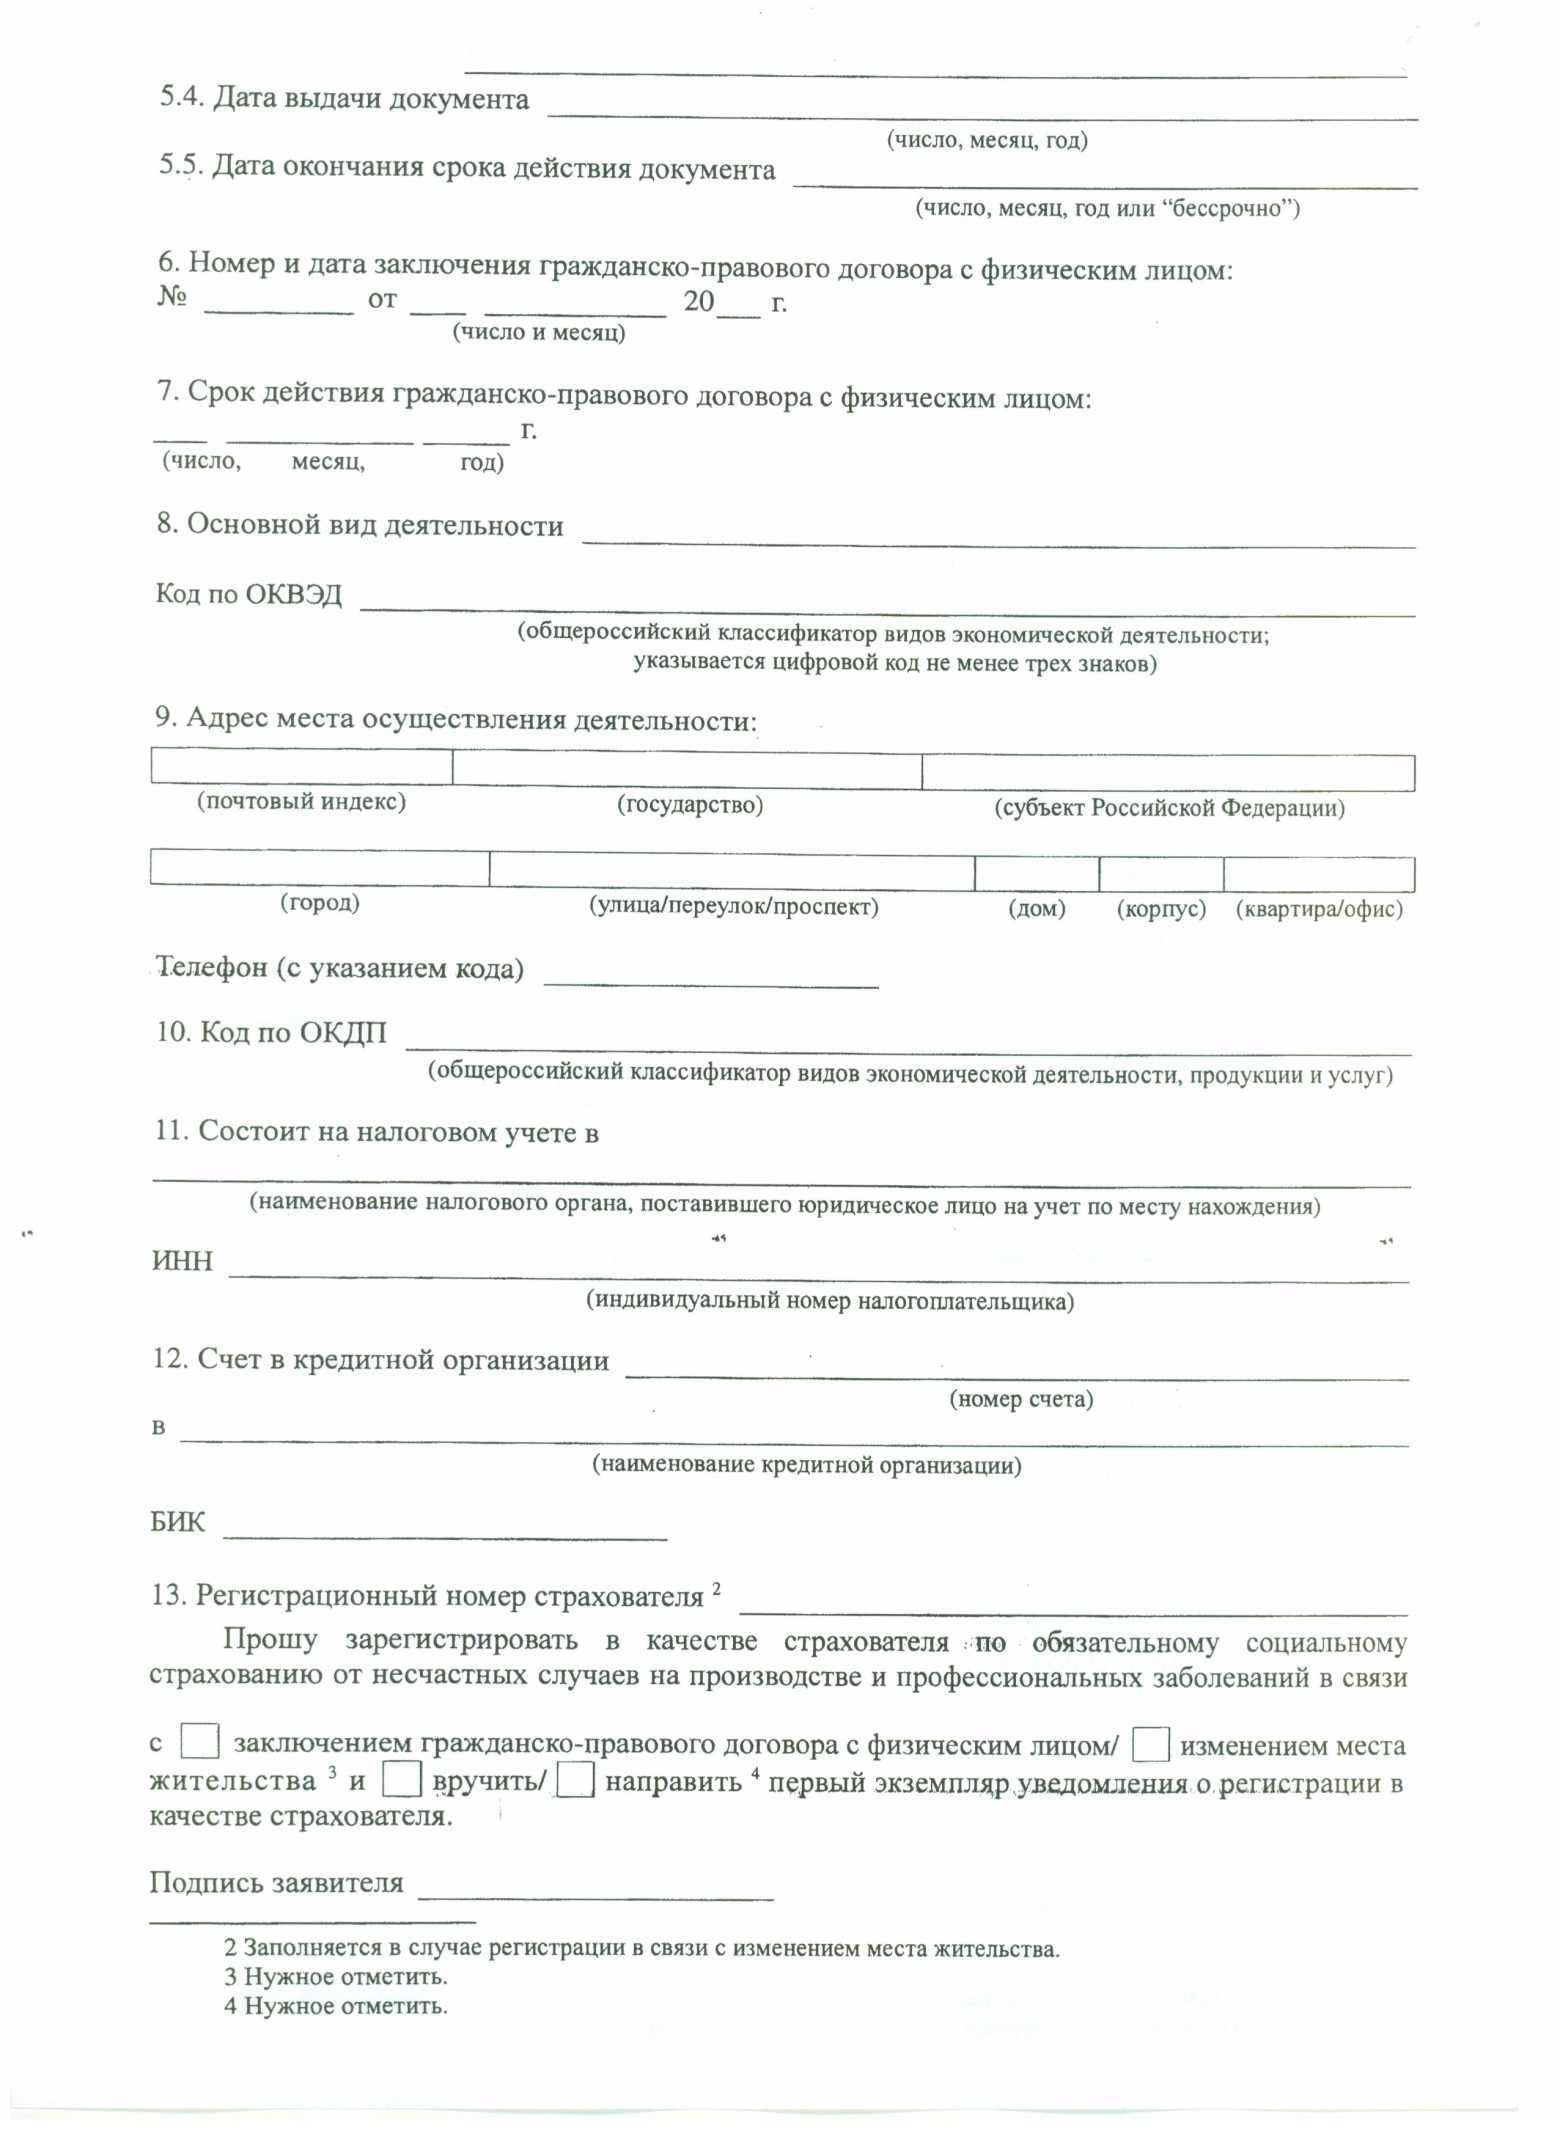 5.4. Дата выдачи документа
(число, месяц, год)
5.5. Дата окончания срока действия документа
(число, месяц, год или “бессрочно”)
6. Номер и дата заключения гражданско-правового договора с физическим лицом:
№ ________ от ___ __________ 20__ г.
(число и месяц)
7. Срок действия гражданско-правового договора с физическим лицом:
___ __________ _____ г.
(число, месяц, год)
8. Основной вид деятельности
Код по ОКВЭД
(общероссийский классификатор видов экономической деятельности;
указывается цифровой код не менее трех знаков)
9. Адрес места осуществления деятельности:
(почтовый индекс) (государство) (субъект Российской Федерации)
(город) (улица/переулок/проспект) (дом) (корпус) (квартира/офис)
Телефон (с указанием кода)
10. Код по ОКДП
(общероссийский классификатор видов экономической деятельности, продукции и услуг)
11. Состоит на налоговом учете в
(наименование налогового органа, поставившего юридическое лицо на учет по месту нахождения)
ИНН
(индивидуальный номер налогоплательщика)
12. Счет в кредитной организации
(номер счета)
в
(наименование кредитной организации)
БИК
13. Регистрационный номер страхователя 2
Прошу зарегистрировать в качестве страхователя по обязательному социальному
страхованию от несчастных случаев на производстве и профессиональных заболеваний в связи
с заключением гражданско-правового договора с физическим лицом/ изменением места
жительства 3 и вручить/ направить 4 первый экземпляр уведомления о регистрации в
качестве страхователя.
Подпись заявителя
2 Заполняется в случае регистрации в связи с изменением места жительства.
3 Нужное отметить.
4 Нужное отметить.